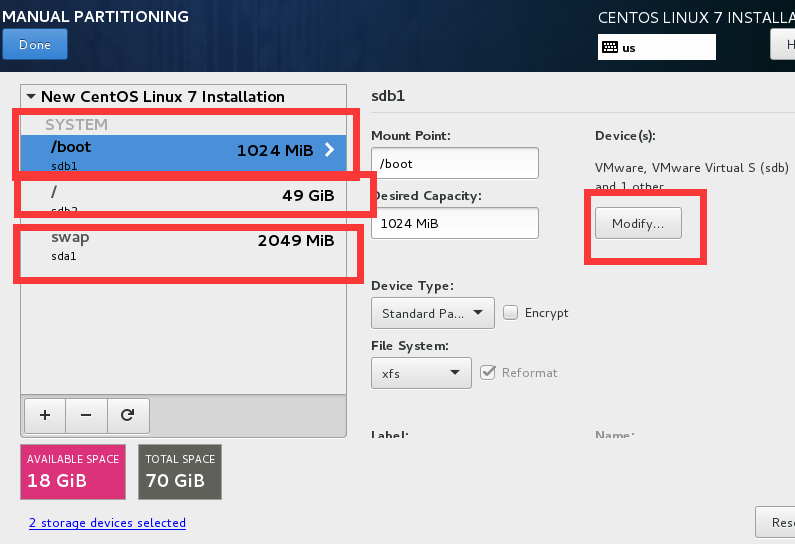 MANUAL PARTITIONING
CENTOS LINUX 7 INSTALLA
Done
us
H
New CentOS Linux 7 Installation
SYSTEM
/boot
1024 MiB
sdb1
/
49 GiB
sdb2
swap
2049 MiB
sda1
+ -
AVAILABLE SPACE
18 GiB
TOTAL SPACE
70 GiB
2 storage devices selected
sdb1
Mount Point:
/boot
Desired Capacity:
1024 MiB
Device(s):
VMware, VMware Virtual S (sdb)
and 1 other
Modify...
Device Type:
Standard Pa...
Encrypt
File System:
xfs
Reformat
Label:
Name:
Rese